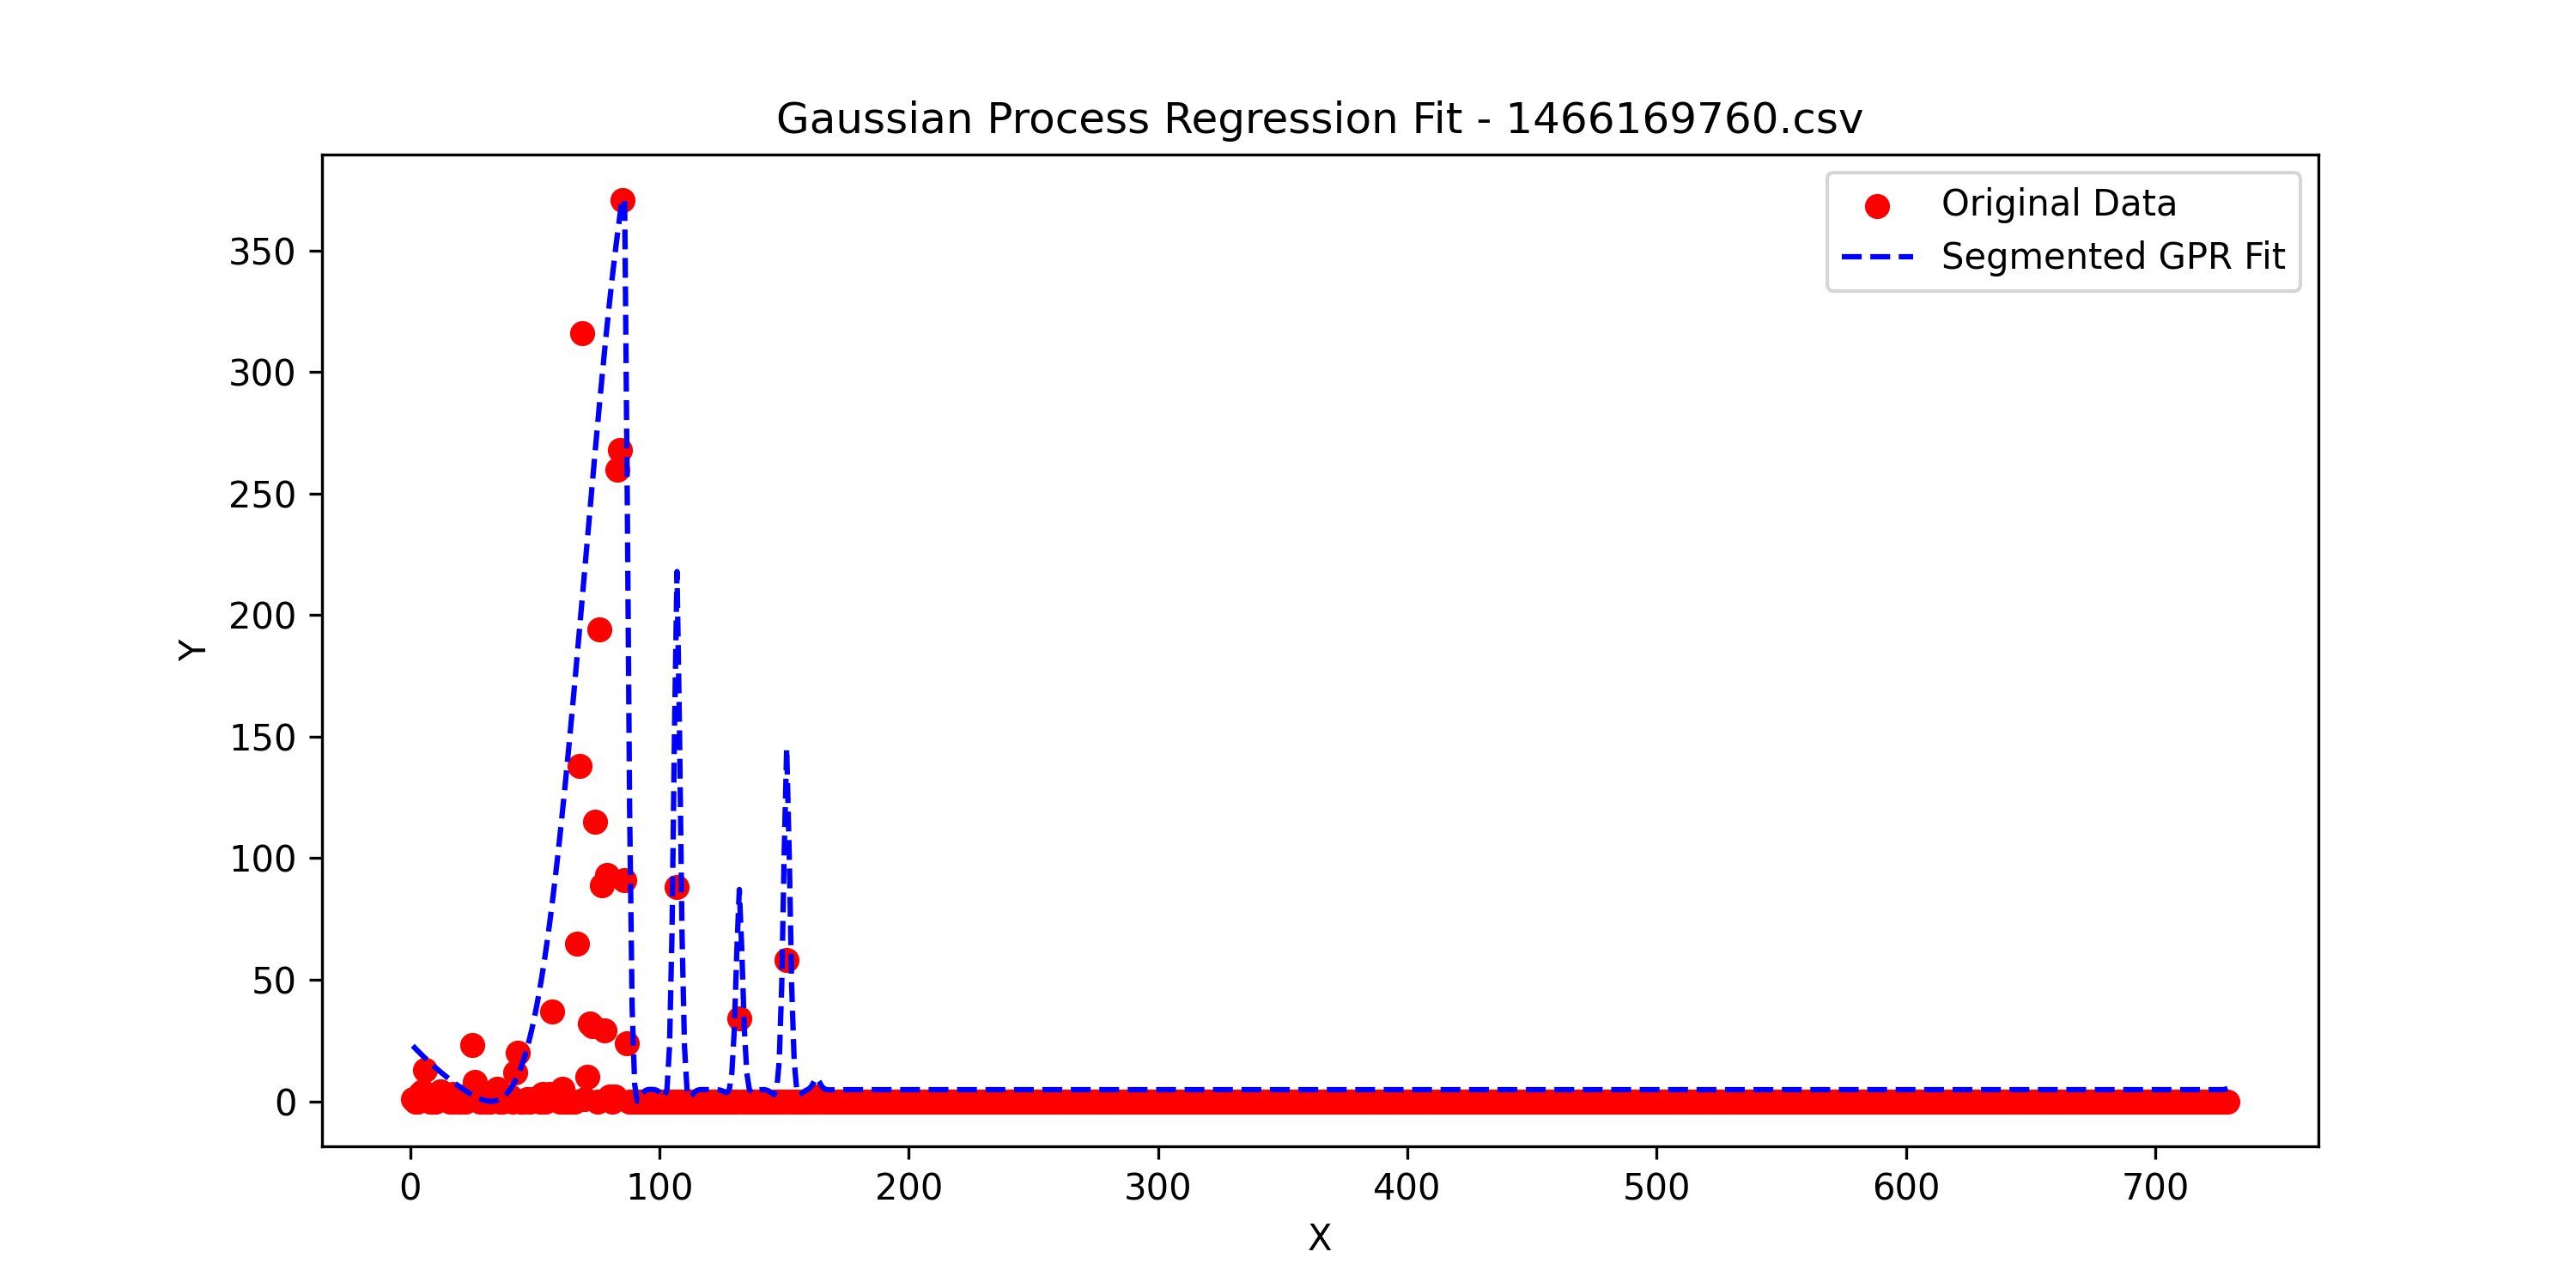 Gaussian Process Regression Fit - 1466169760.csv
Original Data
Segmented GPR Fit
350
300
250
200
150
100
50
0
Y
0 100 200 300 400 500 600 700
X